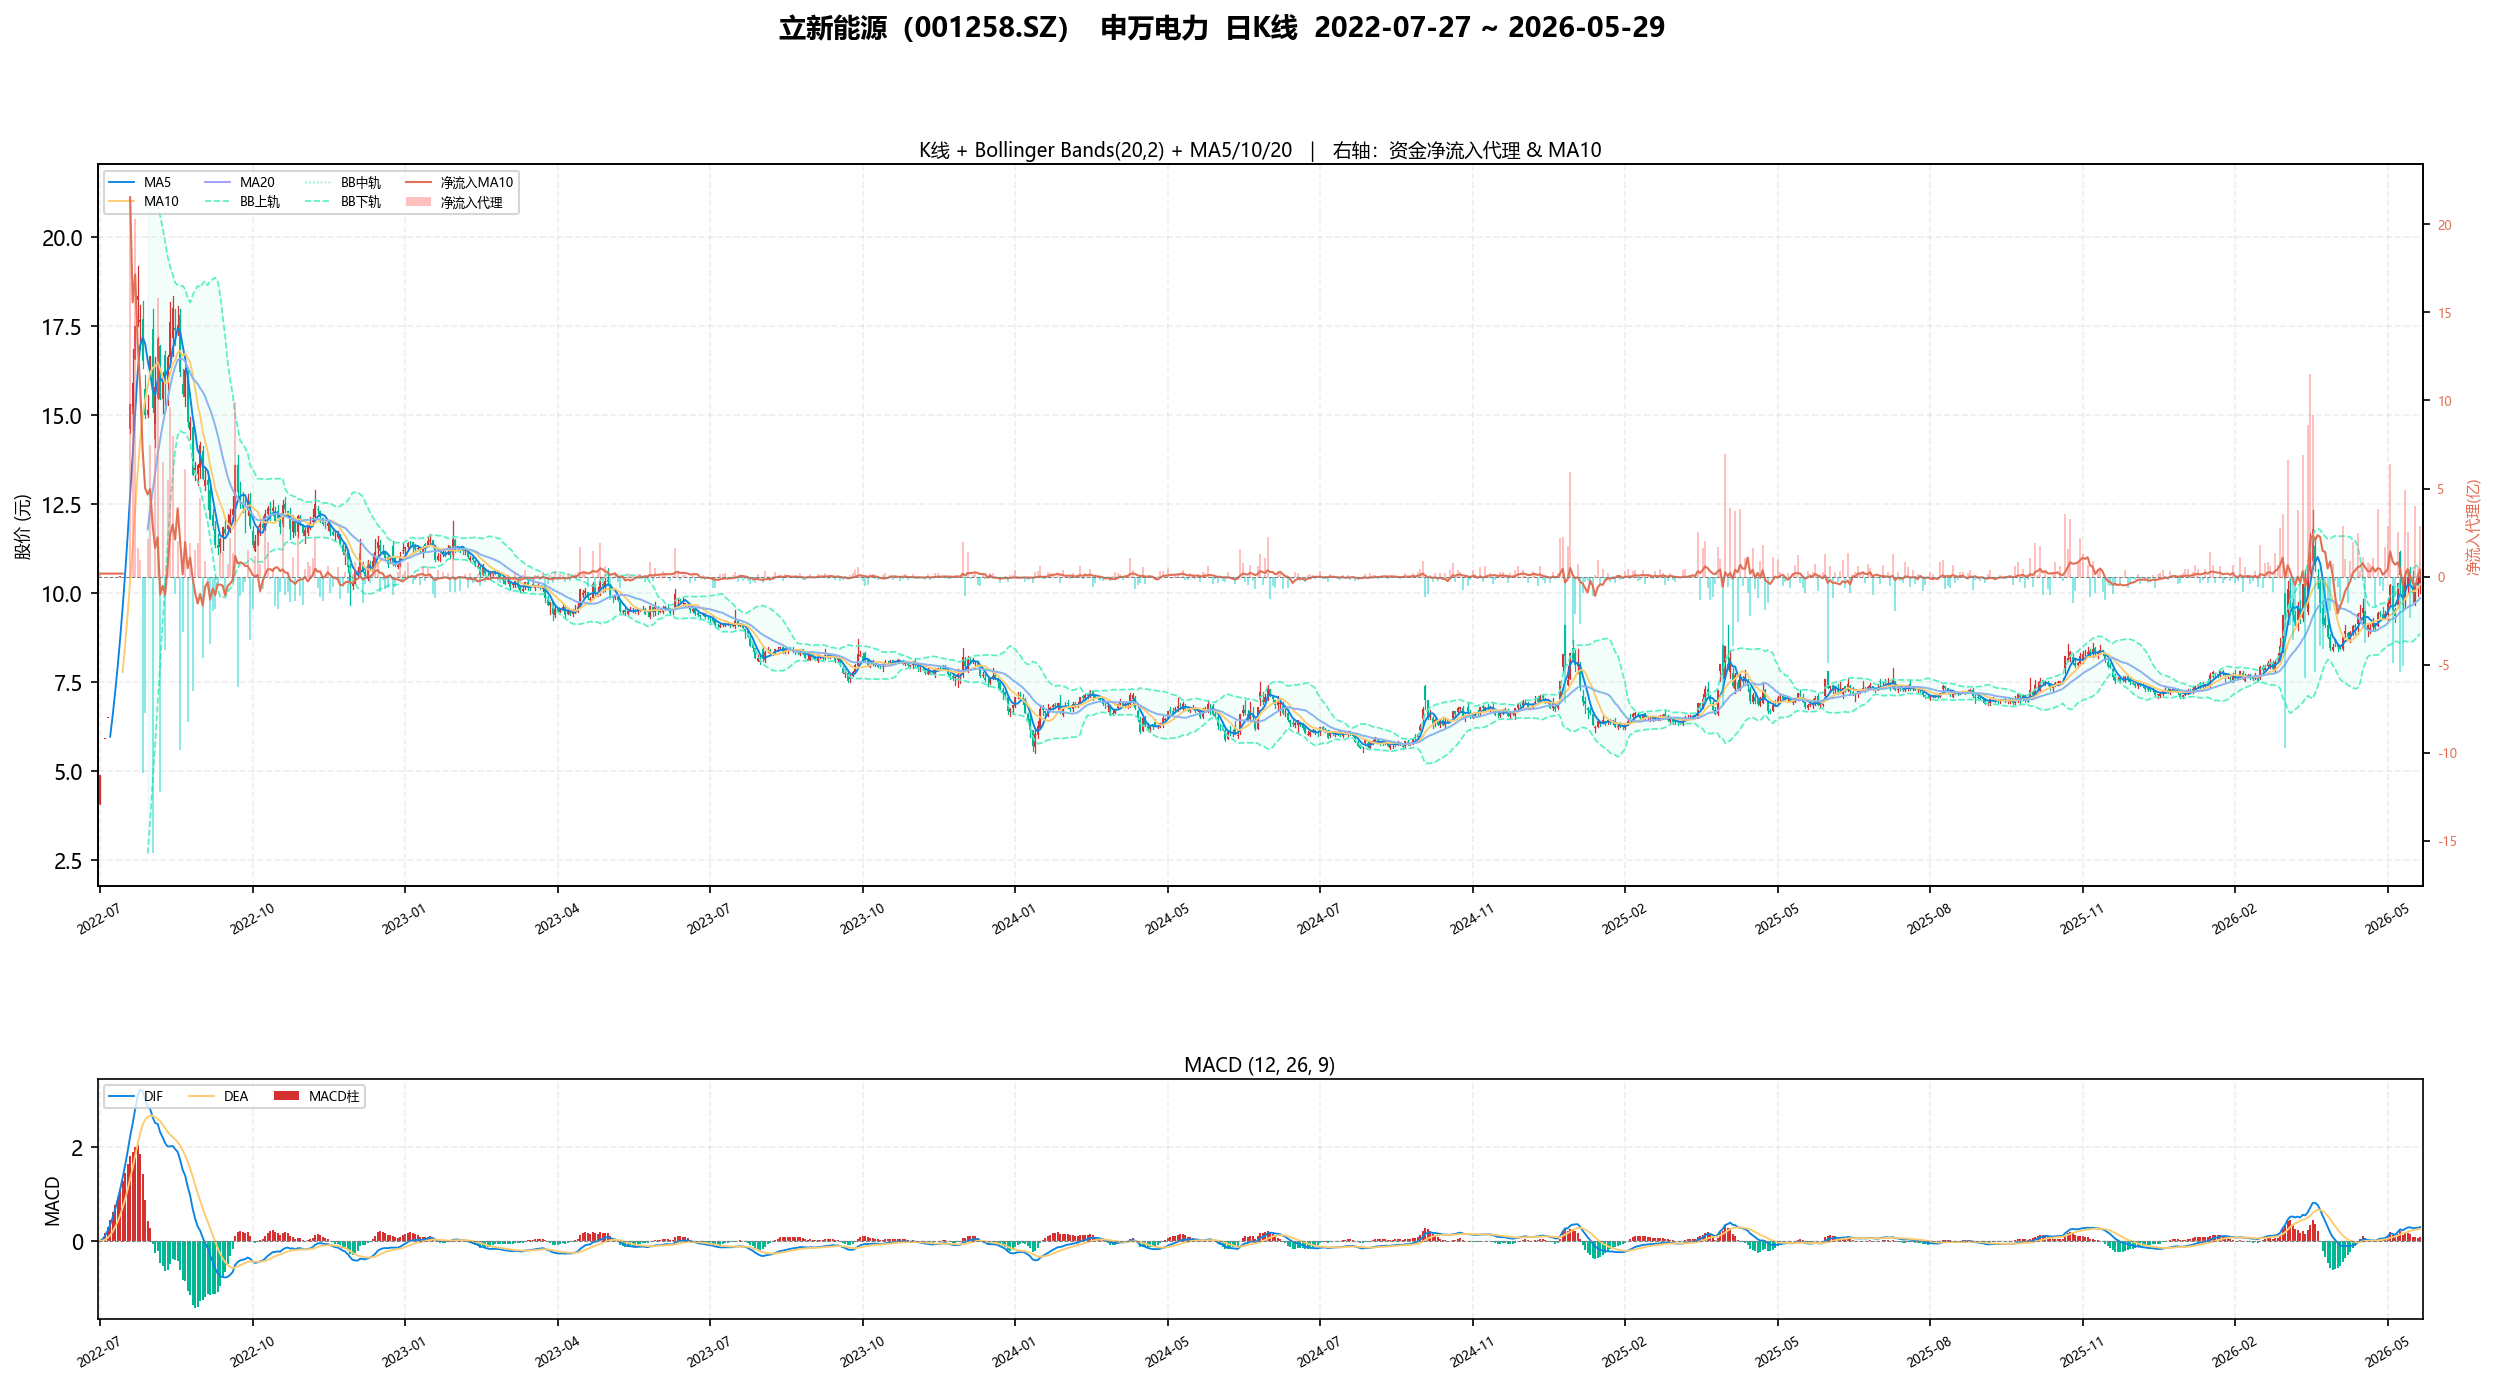 立新能源（001258.SZ） 申万电力 日K线 2022-07-27 ~ 2026-05-29
K线 + Bollinger Bands(20,2) + MA5/10/20 | 右轴：资金净流入代理 & MA10
MA5 MA20 BB中轨 净流入MA10
MA10 BB上轨 BB下轨 净流入代理
股价 (元)
20.0
17.5
15.0
12.5
10.0
7.5
5.0
2.5
净流入代理(亿)
20
15
10
5
0
-5
-10
-15
2022-07 2022-10 2023-01 2023-04 2023-07 2023-10 2024-01 2024-05 2024-07 2024-11 2025-02 2025-05 2025-08 2025-11 2026-02 2026-05
MACD (12, 26, 9)
DIF DEA MACD柱
MACD
2
0
2022-07 2022-10 2023-01 2023-04 2023-07 2023-10 2024-01 2024-05 2024-07 2024-11 2025-02 2025-05 2025-08 2025-11 2026-02 2026-05